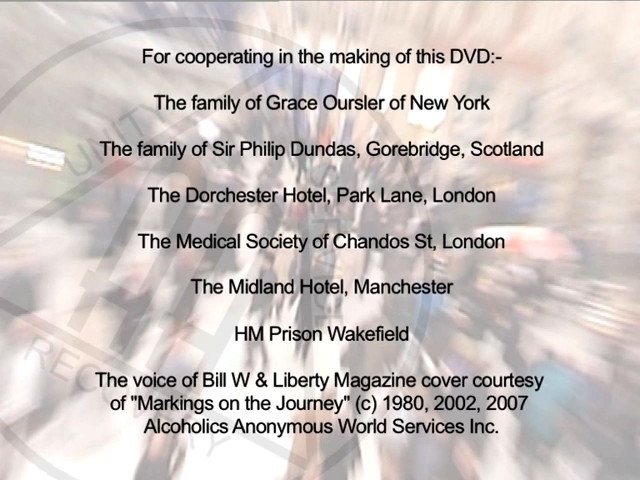 For cooperating in the making of this DVD:-
The family of Grace Oursler of New York
The family of Sir Philip Dundas, Gorebridge, Scotland
The Dorchester Hotel, Park Lane, London
The Medical Society of Chandos St, London
The Midland Hotel, Manchester
HM Prison Wakefield
The voice of Bill W & Liberty Magazine cover courtesy
of "Markings on the Journey" (c) 1980, 2002, 2007
Alcoholics Anonymous World Services Inc.
UNITY